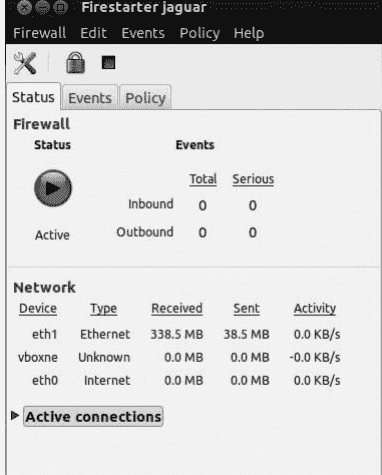 Firestarter jaguar
Firewall Edit Events Policy Help
Status Events Policy
Firewall
Status Events
Total Serious
Inbound 0 0
Outbound 0 0
Active
Network
Device Type Received Sent Activity
eth1 Ethernet 338.5 MB 38.5 MB 0.0 KB/s
vboxne Unknown 0.0 MB 0.0 MB -0.0 KB/s
eth0 Internet 0.0 MB 0.0 MB 0.0 KB/s
Active connections